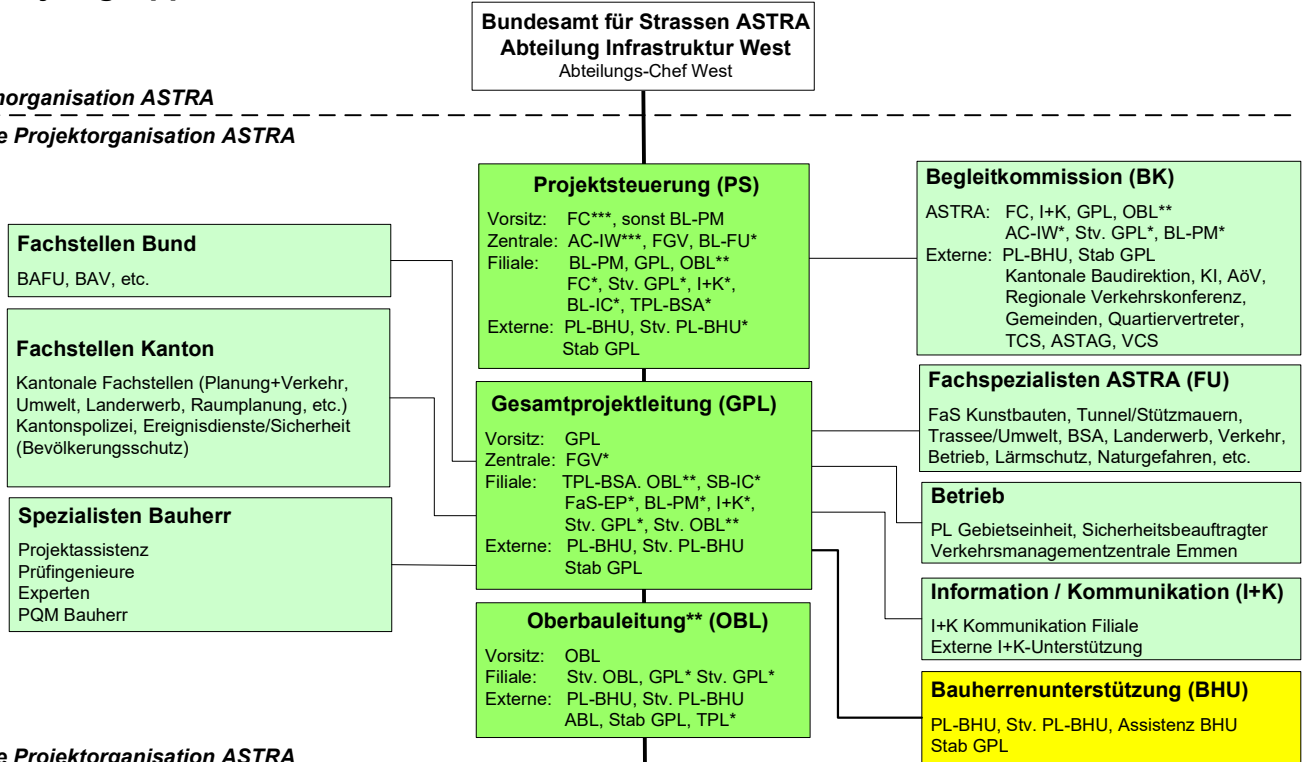 Bundesamt für Strassen ASTRA
Abteilung Infrastruktur West
Abteilungs-Chef West
norganisation ASTRA
e Projektorganisation ASTRA
Projektsteuerung (PS)
Vorsitz: FC***, sonst BL-PM
Zentrale: AC-IW***, FGV, BL-FU*
Filiale: BL-PM, GPL, OBL**
FC*, Stv. GPL*, I+K*,
BL-IC*, TPL-BSA*
Externe: PL-BHU, Stv. PL-BHU*
Stab GPL
Begleitkommission (BK)
ASTRA: FC, I+K, GPL, OBL**
AC-IW*, Stv. GPL*, BL-PM*
Externe: PL-BHU, Stab GPL
Kantonale Baudirektion, KI, AöV,
Regionale Verkehrskonferenz,
Gemeinden, Quartiervertreter,
TCS, ASTAG, VCS
Fachstellen Bund
BAFU, BAV, etc.
Fachstellen Kanton
Kantonale Fachstellen (Planung+Verkehr,
Umwelt, Landerwerb, Raumplanung, etc.)
Kantonspolizei, Ereignisdienste/Sicherheit
(Bevölkerungsschutz)
Gesamtprojektleitung (GPL)
Vorsitz: GPL
Zentrale: FGV*
Filiale: TPL-BSA. OBL**, SB-IC*
FaS-EP*, BL-PM*, I+K*,
Stv. GPL*, Stv. OBL**
Externe: PL-BHU, Stv. PL-BHU
Stab GPL
Fachspezialisten ASTRA (FU)
FaS Kunstbauten, Tunnel/Stützmauern,
Trassee/Umwelt, BSA, Landerwerb, Verkehr,
Betrieb, Lärmschutz, Naturgefahren, etc.
Betrieb
PL Gebietseinheit, Sicherheitsbeauftragter
Verkehrsmanagementzentrale Emmen
Spezialisten Bauherr
Projektassistenz
Prüfingenieure
Experten
PQM Bauherr
Information / Kommunikation (I+K)
I+K Kommunikation Filiale
Externe I+K-Unterstützung
Oberbauleitung** (OBL)
Vorsitz: OBL
Filiale: Stv. OBL, GPL* Stv. GPL*
Externe: PL-BHU, Stv. PL-BHU
ABL, Stab GPL, TPL*
Bauherrenunterstützung (BHU)
PL-BHU, Stv. PL-BHU, Assistenz BHU
Stab GPL
e Projektorganisation ASTRA